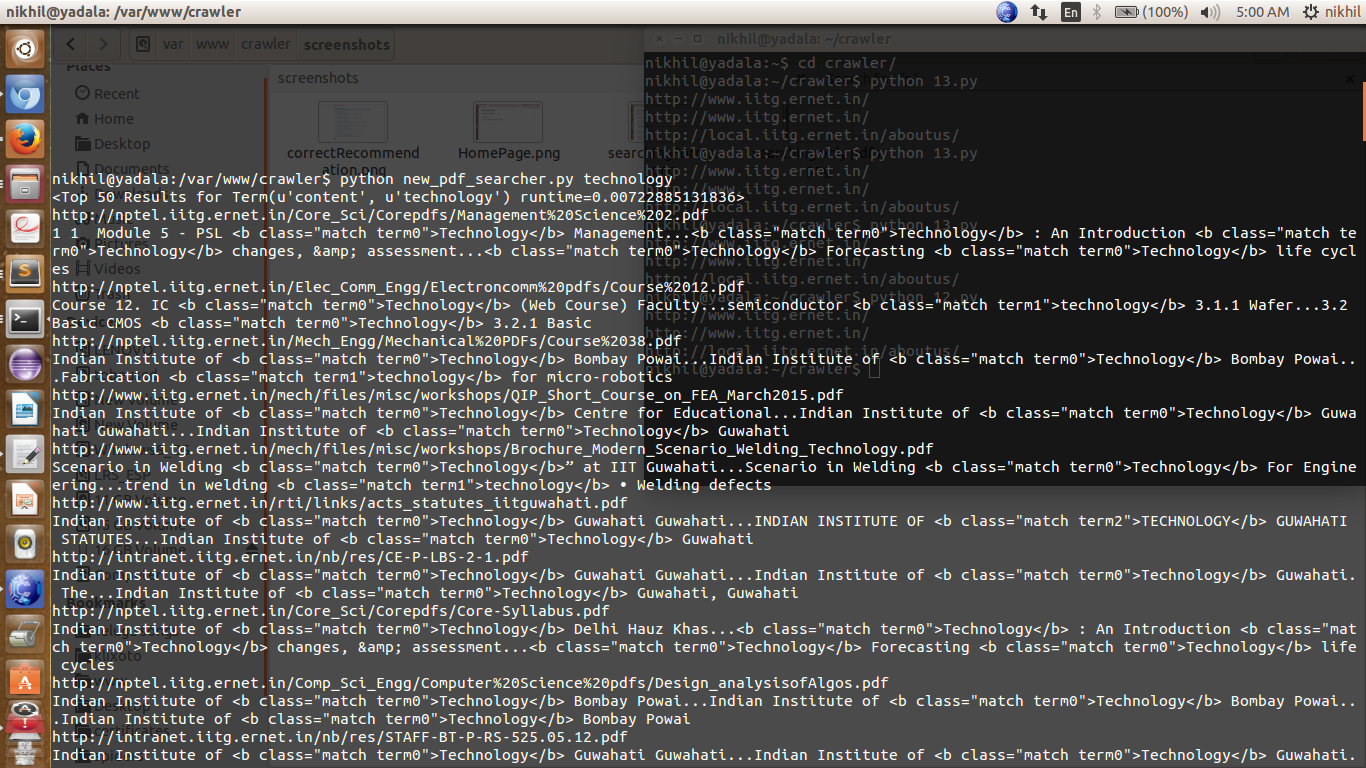 nikhil@yadala: /var/www/crawler
En
(100%)
5:00 AM
nikhil
var
www
crawler
screenshots
nikhil@yadala: ~/crawler
Places
Recent
Home
Desktop
Documents
Videos
screenshots
correctRecommend
ation.png
HomePage.png
nikhil@yadala:~$ cd crawler/
nikhil@yadala:~/crawler$ python 13.py
http://www.iitg.ernet.in/
http://www.iitg.ernet.in/
http://local.iitg.ernet.in/aboutus/
nikhil@yadala:~/crawler$ python 13.py
nikhil@yadala:/var/www/crawler$ python new_pdf_searcher.py technology
<Top 50 Results for Term(u'content', u'technology') runtime=0.00722885131836>
http://nptel.iitg.ernet.in/Core_Sci/Corepdfs/Management%20Science%202.pdf
1 1  Module 5 - PSL <b class="match term0">Technology</b> Management...<b class="match term0">Technology</b> : An Introduction <b class="match te
rm0">Technology</b> changes, &amp; assessment...<b class="match term0">Technology</b> Forecasting <b class="match term0">Technology</b> life cycl
es
http://nptel.iitg.ernet.in/Elec_Comm_Engg/Electroncomm%20pdfs/Course%2012.pdf
Course 12. IC <b class="match term0">Technology</b> (Web Course) Faculty...semiconductor <b class="match term1">technology</b> 3.1.1 Wafer...3.2
Basic CMOS <b class="match term0">Technology</b> 3.2.1 Basic
http://nptel.iitg.ernet.in/Mech_Engg/Mechanical%20PDFs/Course%2038.pdf
Indian Institute of <b class="match term0">Technology</b> Bombay Powai...Indian Institute of <b class="match term0">Technology</b> Bombay Powai..
.Fabrication <b class="match term1">technology</b> for micro-robotics
http://www.iitg.ernet.in/mech/files/misc/workshops/QIP_Short_Course_on_FEA_March2015.pdf
Indian Institute of <b class="match term0">Technology</b> Centre for Educational...Indian Institute of <b class="match term0">Technology</b> Guwa
hati Guwahati...Indian Institute of <b class="match term0">Technology</b> Guwahati
http://www.iitg.ernet.in/mech/files/misc/workshops/Brochure_Modern_Scenario_Welding_Technology.pdf
Scenario in Welding <b class="match term0">Technology</b>” at IIT Guwahati...Scenario in Welding <b class="match term0">Technology</b> For Engine
ering...trend in welding <b class="match term1">technology</b> • Welding defects
http://www.iitg.ernet.in/rti/links/acts_statutes_iitguwahati.pdf
Indian Institute of <b class="match term0">Technology</b> Guwahati Guwahati...INDIAN INSTITUTE OF <b class="match term2">TECHNOLOGY</b> GUWAHATI
STATUTES...Indian Institute of <b class="match term0">Technology</b> Guwahati
http://intranet.iitg.ernet.in/nb/res/CE-P-LBS-2-1.pdf
Indian Institute of <b class="match term0">Technology</b> Guwahati Guwahati...Indian Institute of <b class="match term0">Technology</b> Guwahati.
The...Indian Institute of <b class="match term0">Technology</b> Guwahati, Guwahati
http://nptel.iitg.ernet.in/Core_Sci/Corepdfs/Core-Syllabus.pdf
Indian Institute of <b class="match term0">Technology</b> Delhi Hauz Khas...<b class="match term0">Technology</b> : An Introduction <b class="mat
ch term0">Technology</b> changes, &amp; assessment...<b class="match term0">Technology</b> Forecasting <b class="match term0">Technology</b> life
cycles
http://nptel.iitg.ernet.in/Comp_Sci_Engg/Computer%20Science%20pdfs/Design_analysisofAlgos.pdf
Indian Institute of <b class="match term0">Technology</b> Bombay Powai...Indian Institute of <b class="match term0">Technology</b> Bombay Powai..
.Indian Institute of <b class="match term0">Technology</b> Bombay Powai
http://intranet.iitg.ernet.in/nb/res/STAFF-BT-P-RS-525.05.12.pdf
Indian Institute of <b class="match term0">Technology</b> Guwahati Guwahati...Indian Institute of <b class="match term0">Technology</b> Guwahati.